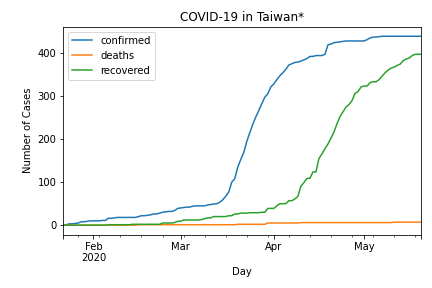 COVID-19 in Taiwan*
confirmed
deaths
recovered
Number of Cases
400
300
200
100
0
Feb
2020
Mar
Apr
May
Day